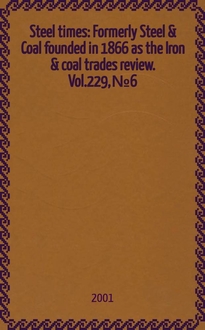 Steel times: Formerly Steel &
Coal founded in 1866 as the Iron
& coal trades review.
Vol.229, №6
2001